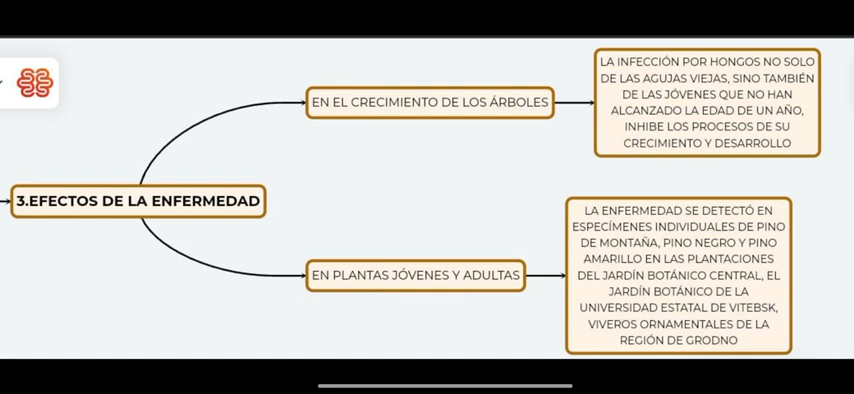 EN EL CRECIMIENTO DE LOS ÁRBOLES
LA INFECCIÓN POR HONGOS NO SOLO
DE LAS AGUJAS VIEJAS, SINO TAMBIÉN
DE LAS JÓVENES QUE NO HAN
ALCANZADO LA EDAD DE UN AÑO,
INHIBE LOS PROCESOS DE SU
CRECIMIENTO Y DESARROLLO
3.EFECTOS DE LA ENFERMEDAD
EN PLANTAS JÓVENES Y ADULTAS
LA ENFERMEDAD SE DETECTÓ EN
ESPECÍMENES INDIVIDUALES DE PINO
DE MONTAÑA, PINO NEGRO Y PINO
AMARILLO EN LAS PLANTACIONES
DEL JARDÍN BOTÁNICO CENTRAL, EL
JARDÍN BOTÁNICO DE LA
UNIVERSIDAD ESTATAL DE VITEBSK,
VIVEROS ORNAMENTALES DE LA
REGIÓN DE GRODNO